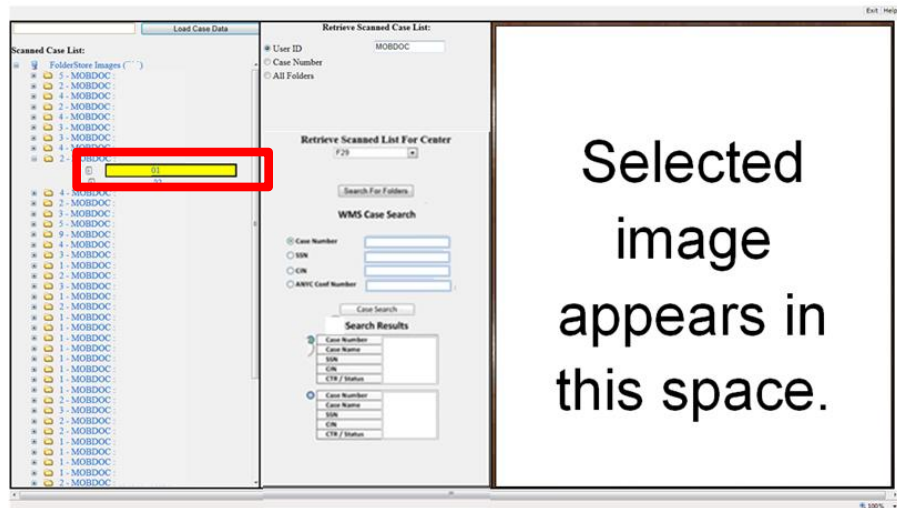 Exit Help
Load Case Data
Scanned Case List:
FolderStore Images ( )
5 - MOBDOC :
2 - MOBDOC :
4 - MOBDOC :
2 - MOBDOC :
4 - MOBDOC :
3 - MOBDOC :
3 - MOBDOC :
4 - MOBDOC :
2 - MOBDOC :
01
4 - MOBDOC :
2 - MOBDOC :
3 - MOBDOC :
5 - MOBDOC :
9 - MOBDOC :
4 - MOBDOC :
3 - MOBDOC :
1 - MOBDOC :
2 - MOBDOC :
3 - MOBDOC :
1 - MOBDOC :
2 - MOBDOC :
1 - MOBDOC :
1 - MOBDOC :
1 - MOBDOC :
1 - MOBDOC :
1 - MOBDOC :
1 - MOBDOC :
1 - MOBDOC :
1 - MOBDOC :
2 - MOBDOC :
3 - MOBDOC :
2 - MOBDOC :
2 - MOBDOC :
1 - MOBDOC :
1 - MOBDOC :
1 - MOBDOC :
1 - MOBDOC :
2 - MOBDOC :
Retrieve Scanned Case List:
User ID MOBDOC
Case Number
All Folders
Retrieve Scanned List For Center
F29
Search For Folders
WMS Case Search
Case Number
SSN
CIN
ANYC Conf Number
Case Search
Search Results
Case Number
Case Name
SSN
CIN
CTR / Status
Case Number
Case Name
SSN
CIN
CTR / Status
Selected
image
appears in
this space.
100%